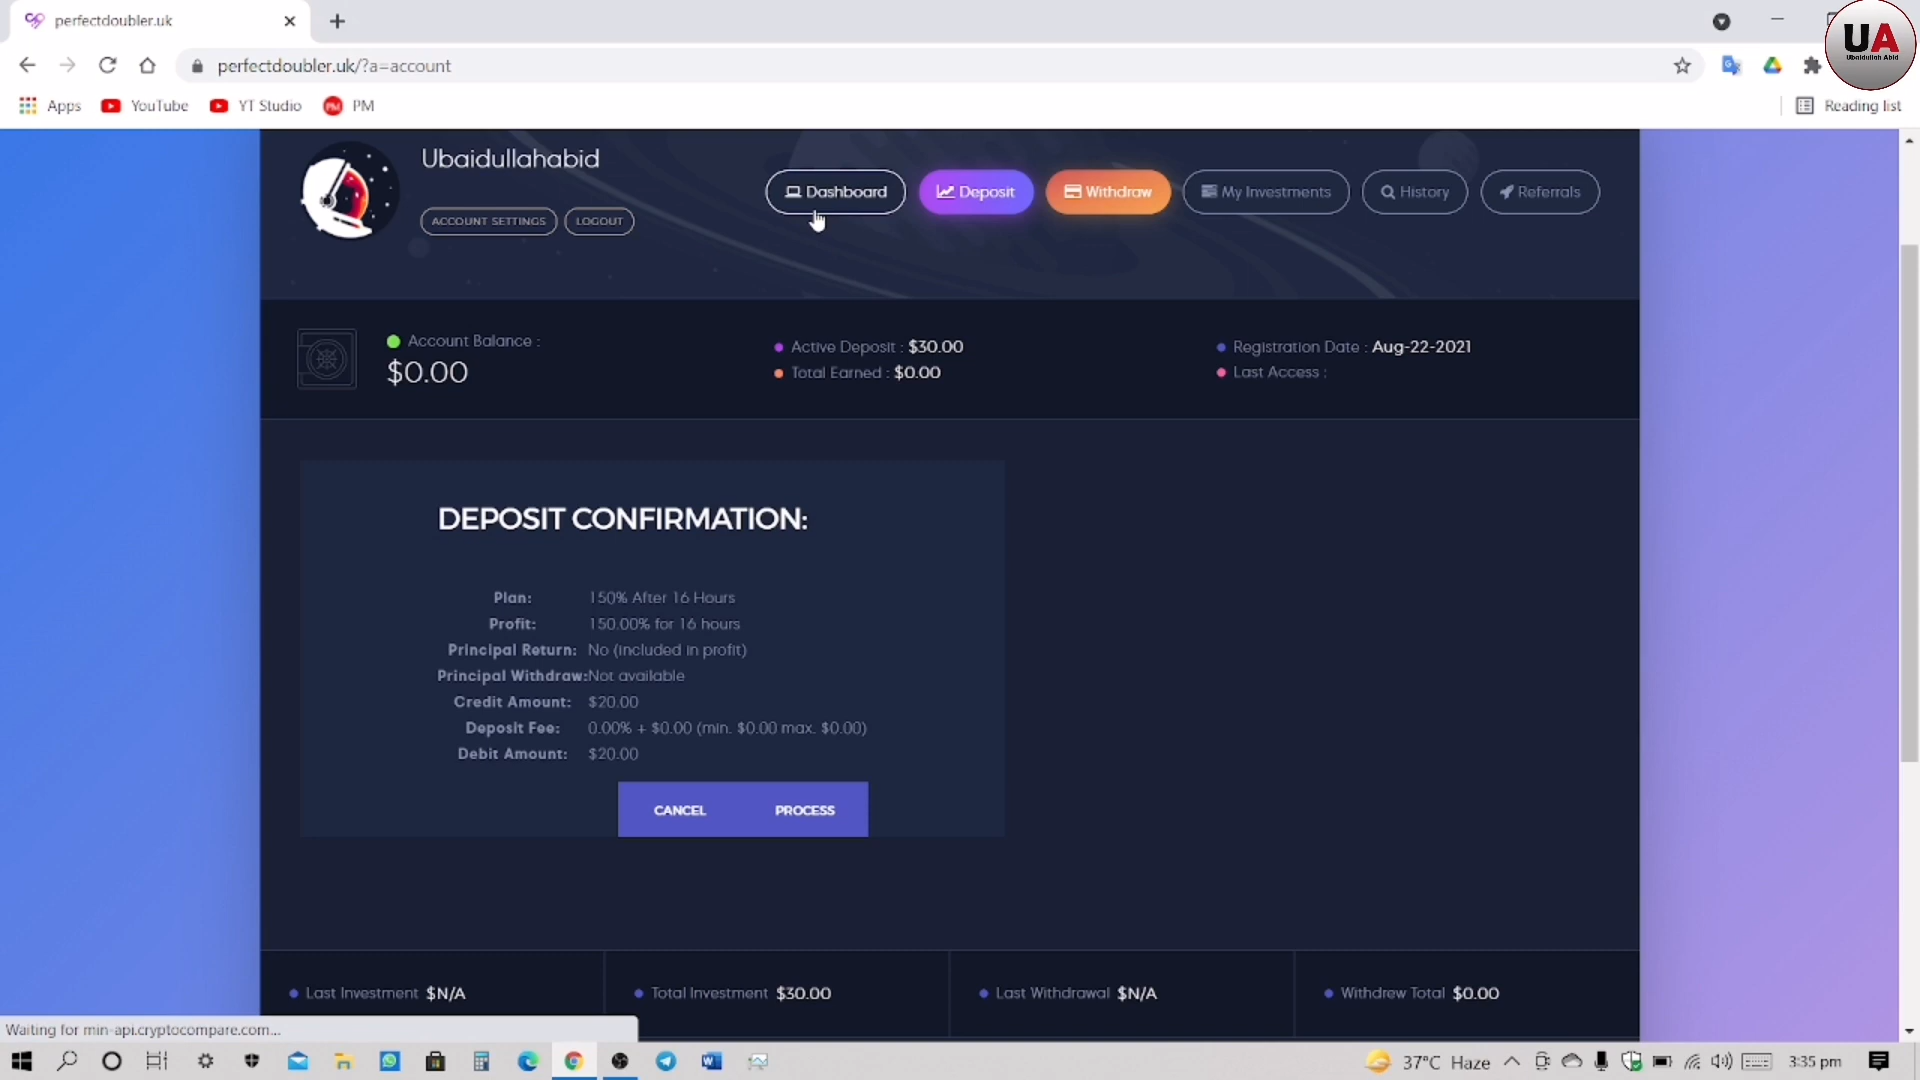 perfectdoubler.uk
UA
Ubaidullah Abid
perfectdoubler.uk/?a=account
Apps YouTube YT Studio PM PM Reading list
Ubaidullahabid
ACCOUNT SETTINGS LOGOUT
Dashboard Deposit Withdraw My Investments History Referrals
Account Balance :
$0.00
Active Deposit : $30.00
Total Earned : $0.00
Registration Date : Aug-22-2021
Last Access :
DEPOSIT CONFIRMATION:
Plan: 150% After 16 Hours
Profit: 150.00% for 16 hours
Principal Return: No (included in profit)
Principal Withdraw:Not available
Credit Amount: $20.00
Deposit Fee: 0.00% + $0.00 (min. $0.00 max. $0.00)
Debit Amount: $20.00
CANCEL PROCESS
Last Investment $N/A Total Investment $30.00 Last Withdrawal $N/A Withdrew Total $0.00
Waiting for min-api.cryptocompare.com...
37°C Haze 3:35 pm